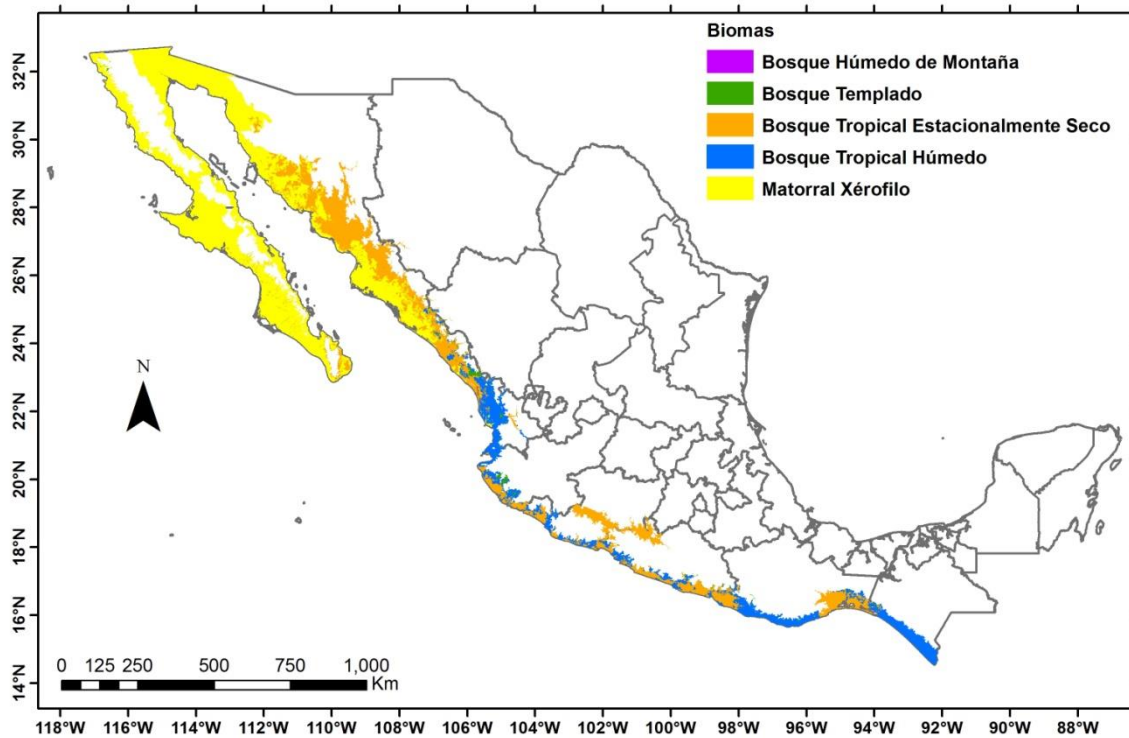 Biomas
Bosque Húmedo de Montaña
Bosque Templado
Bosque Tropical Estacionalmente Seco
Bosque Tropical Húmedo
Matorral Xérofilo
32°N
30°N
28°N
26°N
24°N
22°N
20°N
18°N
16°N
14°N
N
0 125 250 500 750 1,000
Km
118°W 116°W 114°W 112°W 110°W 108°W 106°W 104°W 102°W 100°W 98°W 96°W 94°W 92°W 90°W 88°W